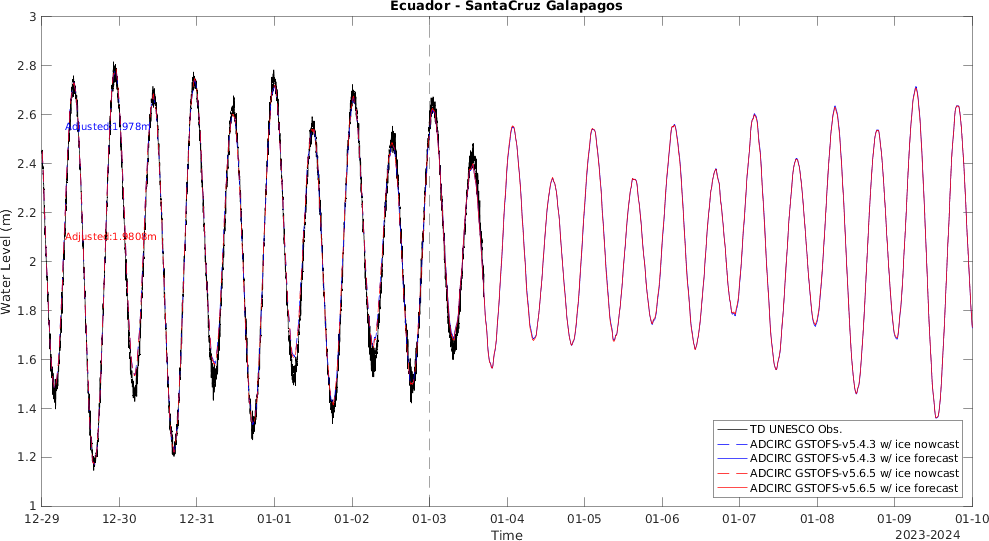 Ecuador - SantaCruz Galapagos
3
2.8
2.6
2.4
2.2
2
1.8
1.6
1.4
1.2
1
Water Level (m)
Adjusted:1.978m
Adjusted:1.9808m
TD UNESCO Obs.
ADCIRC GSTOFS-v5.4.3 w/ ice nowcast
ADCIRC GSTOFS-v5.4.3 w/ ice forecast
ADCIRC GSTOFS-v5.6.5 w/ ice nowcast
ADCIRC GSTOFS-v5.6.5 w/ ice forecast
12-29 12-30 12-31 01-01 01-02 01-03 01-04 01-05 01-06 01-07 01-08 01-09 01-10
Time
2023-2024